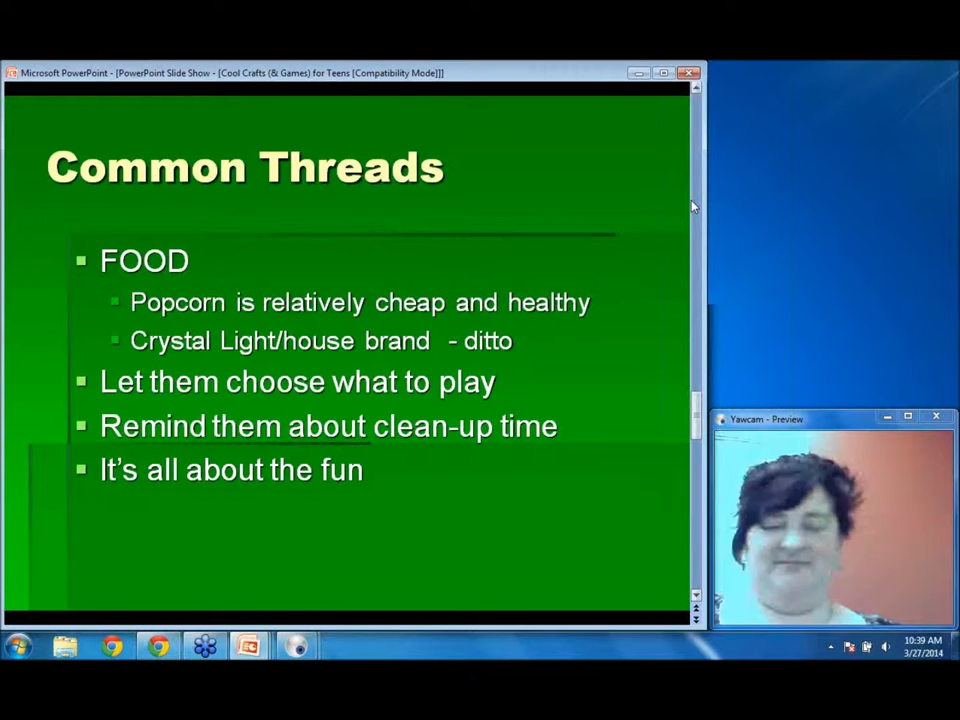 Microsoft PowerPoint - [PowerPoint Slide Show - [Cool Crafts (& Games) for Teens [Compatibility Mode]]]
Common Threads
FOOD
Popcorn is relatively cheap and healthy
Crystal Light/house brand - ditto
Let them choose what to play
Remind them about clean-up time
It's all about the fun
Yawcam - Preview
10:39 AM
3/27/2014